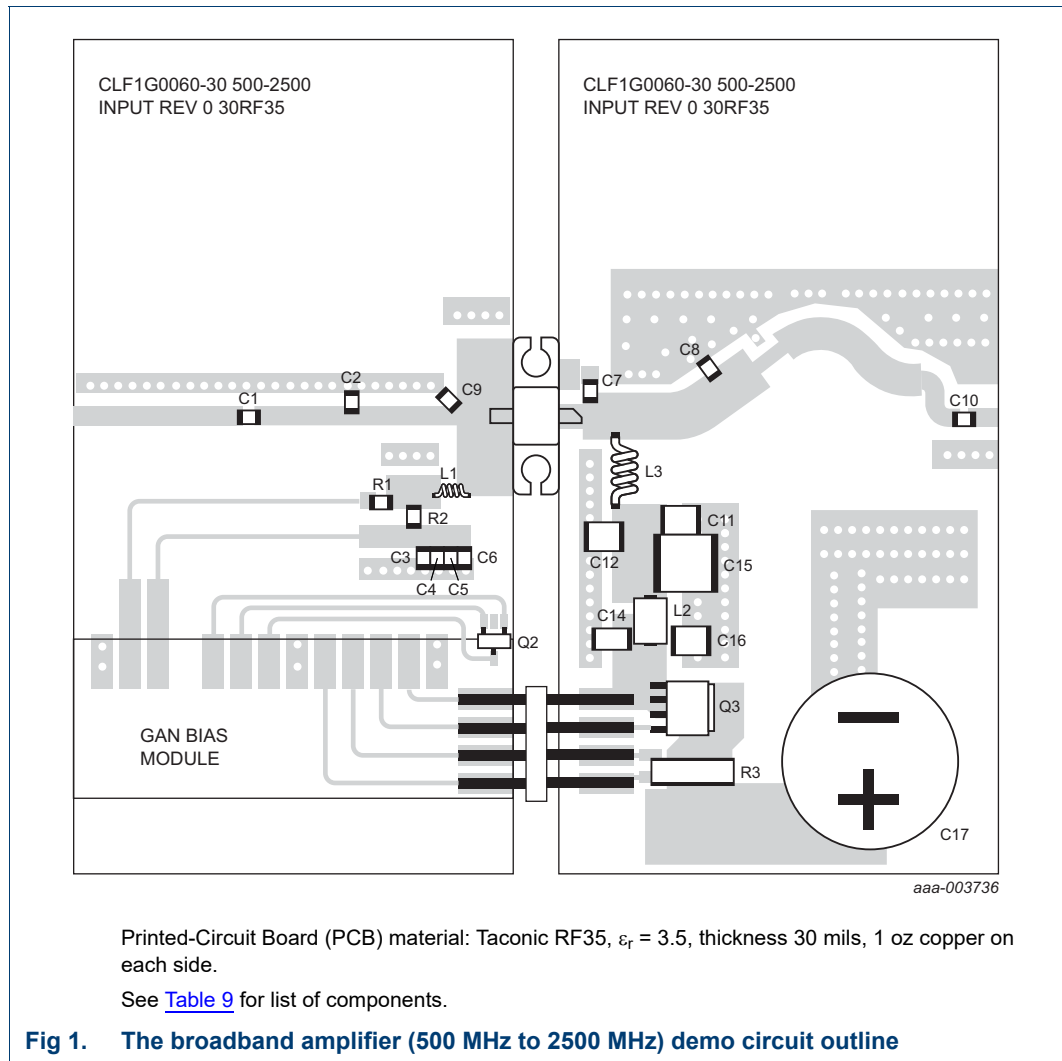 CLF1G0060-30 500-2500
INPUT REV 0 30RF35
CLF1G0060-30 500-2500
INPUT REV 0 30RF35
C1
C2
C9
C7
C8
C10
L1
R1
R2
C3
C4
C5
C6
L3
C11
C12
C15
C14
L2
C16
Q2
Q3
R3
GAN BIAS
MODULE
C17
aaa-003736
Printed-Circuit Board (PCB) material: Taconic RF35, εr = 3.5, thickness 30 mils, 1 oz copper on
each side.
See Table 9 for list of components.
Fig 1. The broadband amplifier (500 MHz to 2500 MHz) demo circuit outline